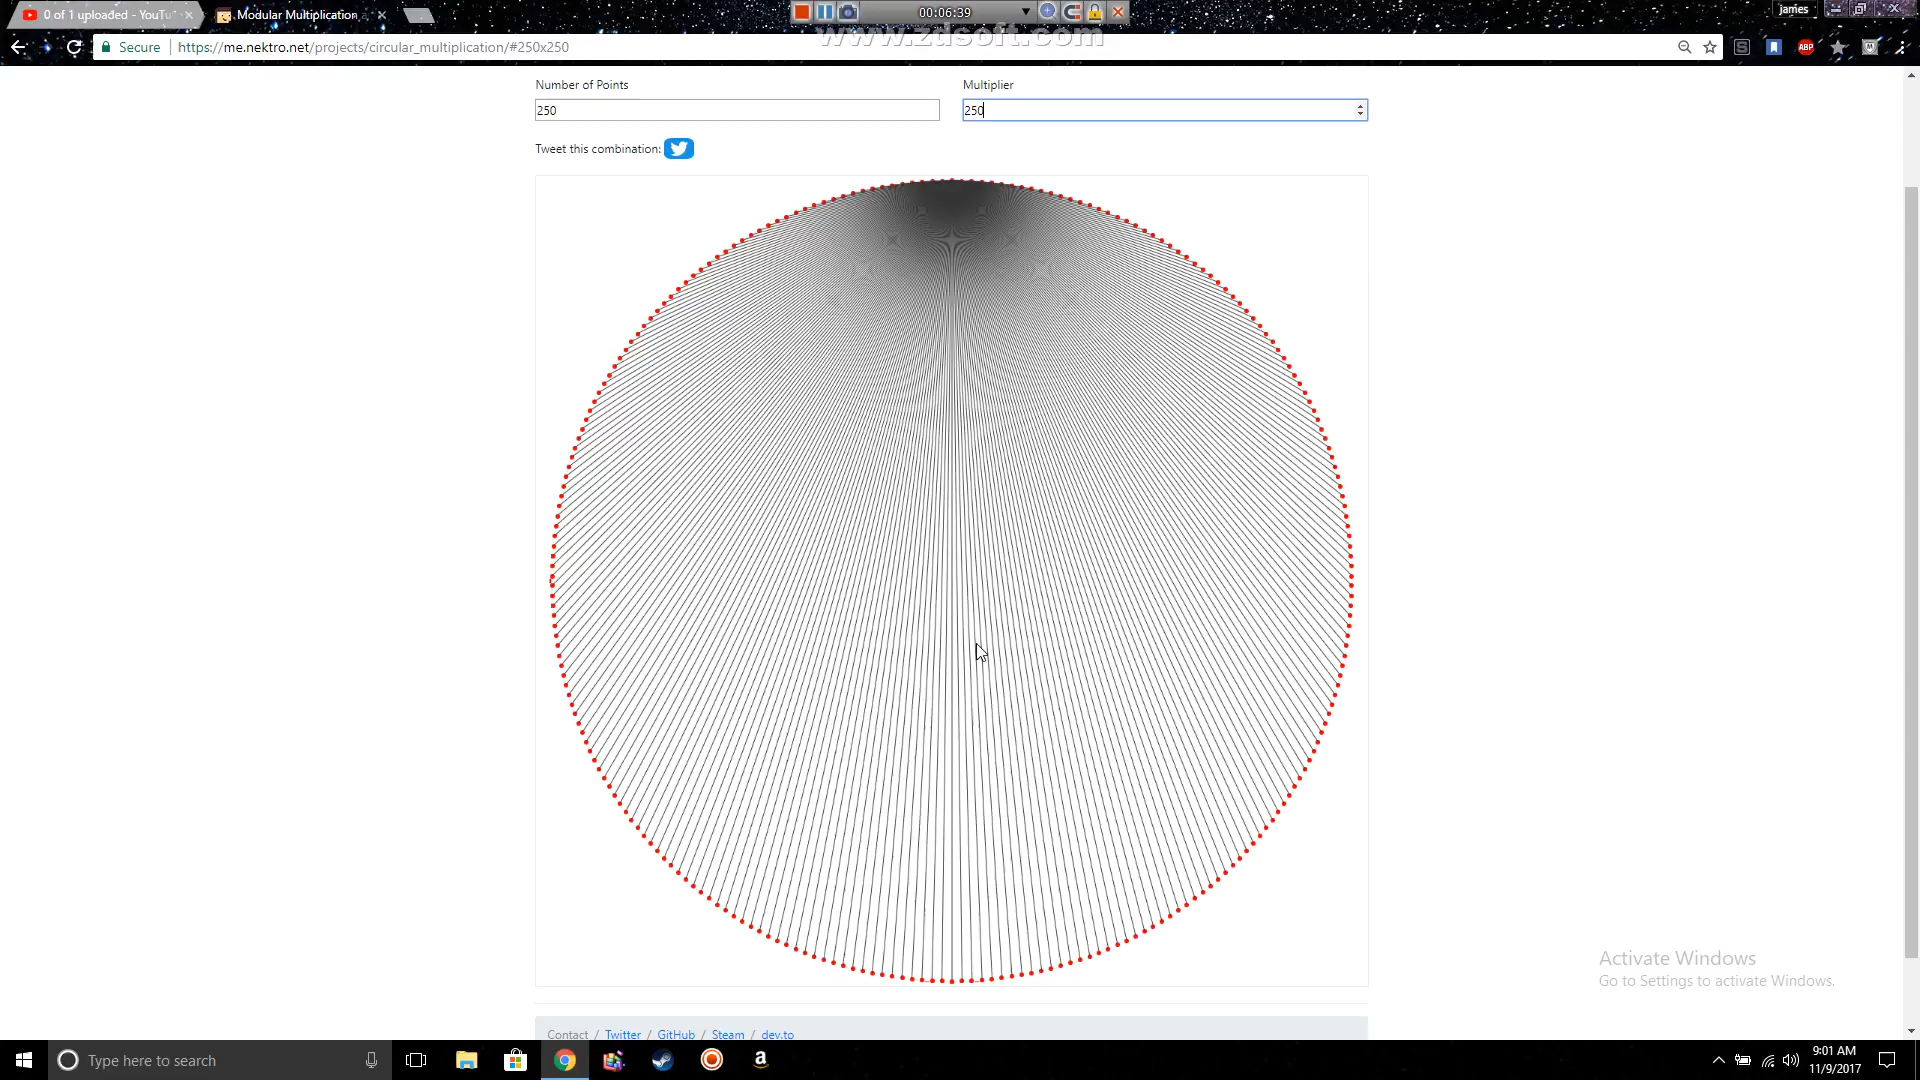 0 of 1 uploaded - YouTu
Modular Multiplication
00:06:39
james
www.zdsoft.com
Secure
https://me.nektro.net/projects/circular_multiplication/#250x250
ABP
Number of Points
Multiplier
250
250
Tweet this combination:
Activate Windows
Go to Settings to activate Windows.
Contact / Twitter / GitHub / Steam / dev.to
Type here to search
9:01 AM
11/9/2017